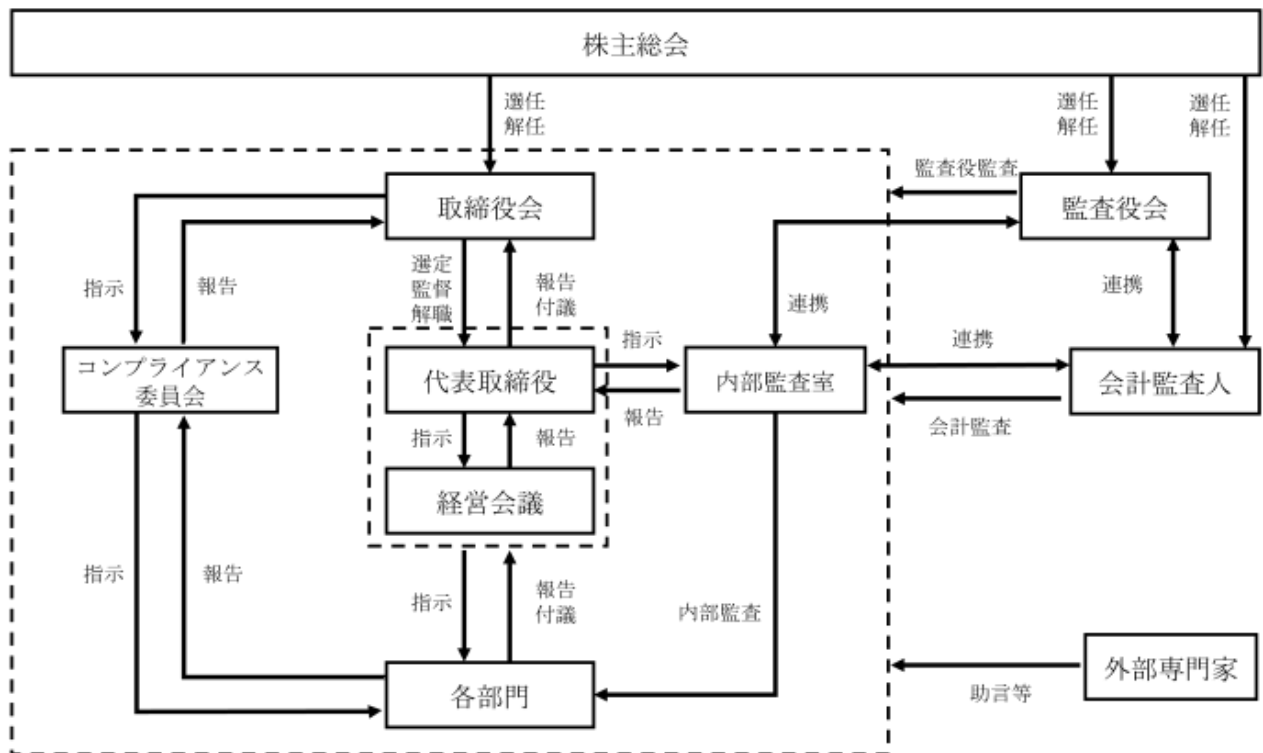 株主総会
選任
解任
選任
解任
選任
解任
監査役監査
取締役会
監査役会
指示
報告
選定
監督
解職
報告
付議
連携
連携
コンプライアンス
委員会
代表取締役
指示
報告
内部監査室
連携
会計監査
会計監査人
指示
報告
経営会議
指示
報告
指示
報告
付議
内部監査
各部門
外部専門家
助言等